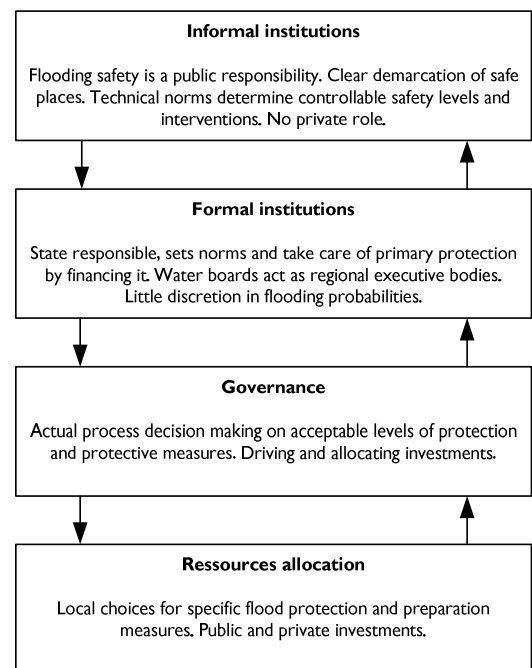 Informal institutions
Flooding safety is a public responsibility. Clear demarcation of safe
places. Technical norms determine controllable safety levels and
interventions. No private role.
Formal institutions
State responsible, sets norms and take care of primary protection
by financing it. Water boards act as regional executive bodies.
Little discretion in flooding probabilities.
Governance
Actual process decision making on acceptable levels of protection
and protective measures. Driving and allocating investments.
Ressources allocation
Local choices for specific flood protection and preparation
measures. Public and private investments.